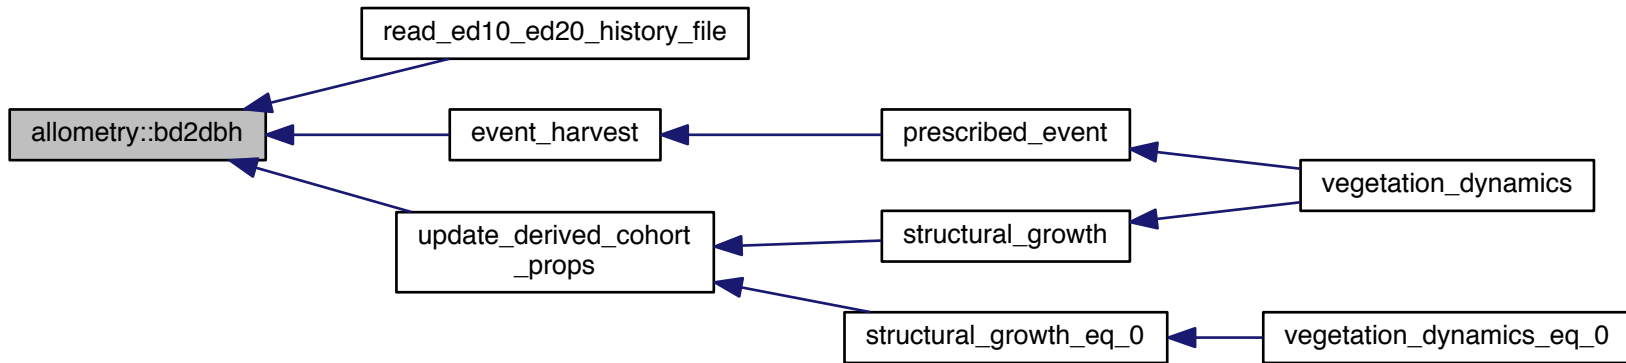 read_ed10_ed20_history_file
allometry::bd2dbh
event_harvest
prescribed_event
vegetation_dynamics
update_derived_cohort
_props
structural_growth
structural_growth_eq_0
vegetation_dynamics_eq_0